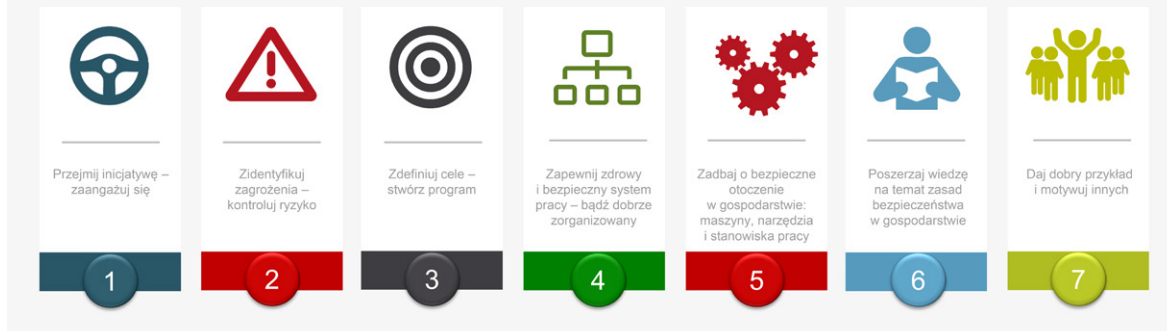 Przejmij inicjatywę –
zaangażuj się
1
Zidentyfikuj
zagrożenia –
kontroluj ryzyko
2
Zdefiniuj cele –
stwórz program
3
Zapewnij zdrowy
i bezpieczny system
pracy – bądź dobrze
zorganizowany
4
Zadbaj o bezpieczne
otoczenie
w gospodarstwie:
maszyny, narzędzia
i stanowiska pracy
5
Poszerzaj wiedzę
na temat zasad
bezpieczeństwa
w gospodarstwie
6
Daj dobry przykład
i motywuj innych
7